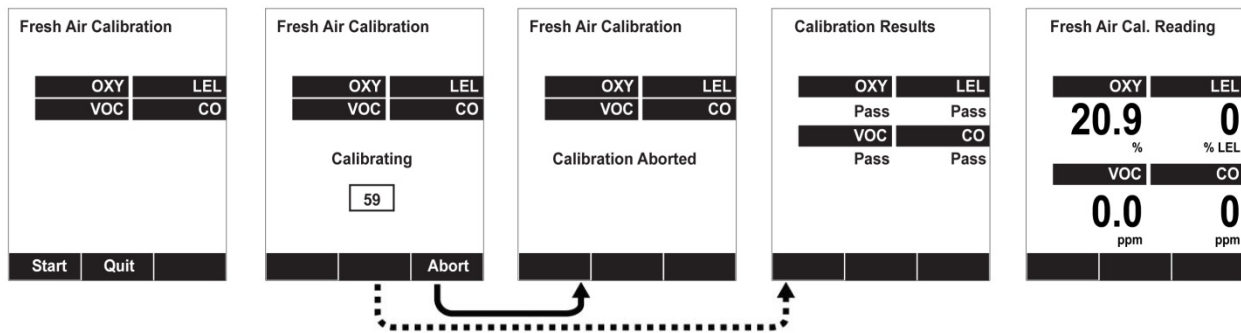 Fresh Air Calibration
OXY LEL
VOC CO
Start Quit
Fresh Air Calibration
OXY LEL
VOC CO
Calibrating
59
Abort
Fresh Air Calibration
OXY LEL
VOC CO
Calibration Aborted
Calibration Results
OXY LEL
Pass Pass
VOC CO
Pass Pass
Fresh Air Cal. Reading
OXY LEL
20.9 0
% % LEL
VOC CO
0.0 0
ppm ppm